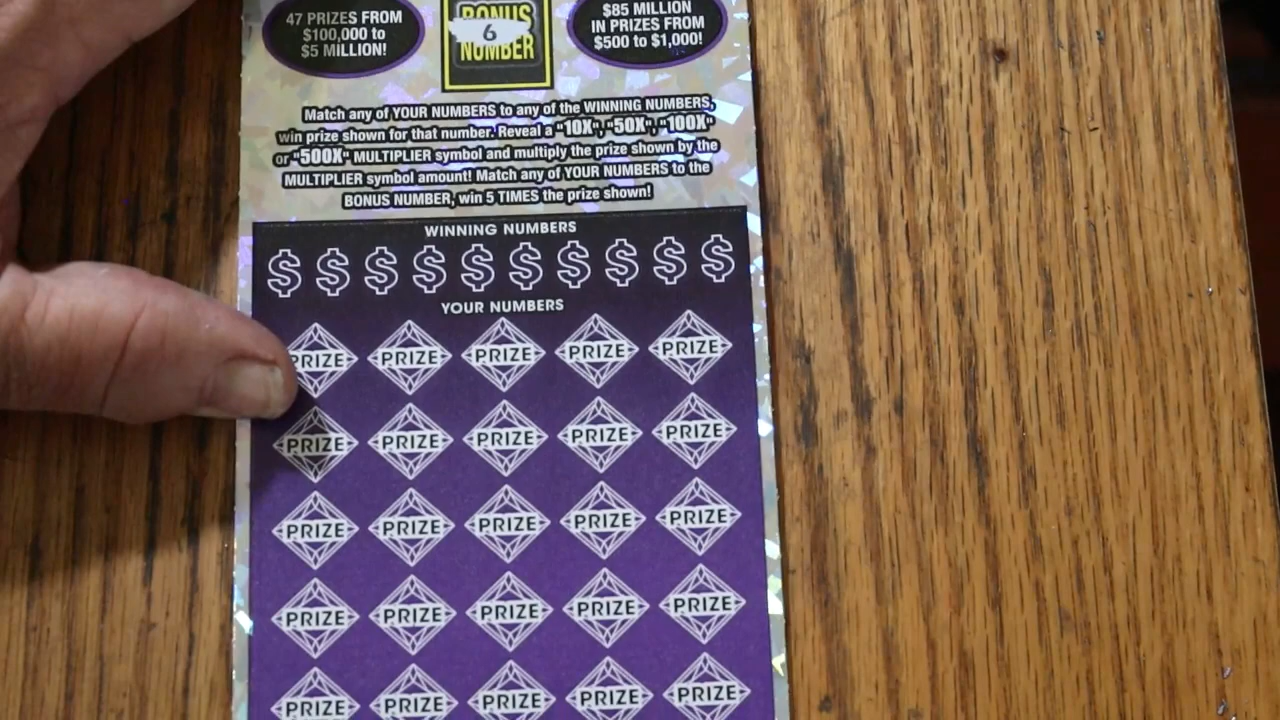 47 PRIZES FROM
$100,000 to
$5 MILLION!
BONUS
6
NUMBER
$85 MILLION
IN PRIZES FROM
$500 to $1,000!
Match any of YOUR NUMBERS to any of the WINNING NUMBERS,
win prize shown for that number. Reveal a "10X", "50X", "100X"
or "500X" MULTIPLIER symbol and multiply the prize shown by the
MULTIPLIER symbol amount! Match any of YOUR NUMBERS to the
BONUS NUMBER, win 5 TIMES the prize shown!
WINNING NUMBERS
$ $ $ $ $ $ $ $ $ $
YOUR NUMBERS
PRIZE PRIZE PRIZE PRIZE PRIZE
PRIZE PRIZE PRIZE PRIZE PRIZE
PRIZE PRIZE PRIZE PRIZE PRIZE
PRIZE PRIZE PRIZE PRIZE PRIZE
PRIZE PRIZE PRIZE PRIZE PRIZE